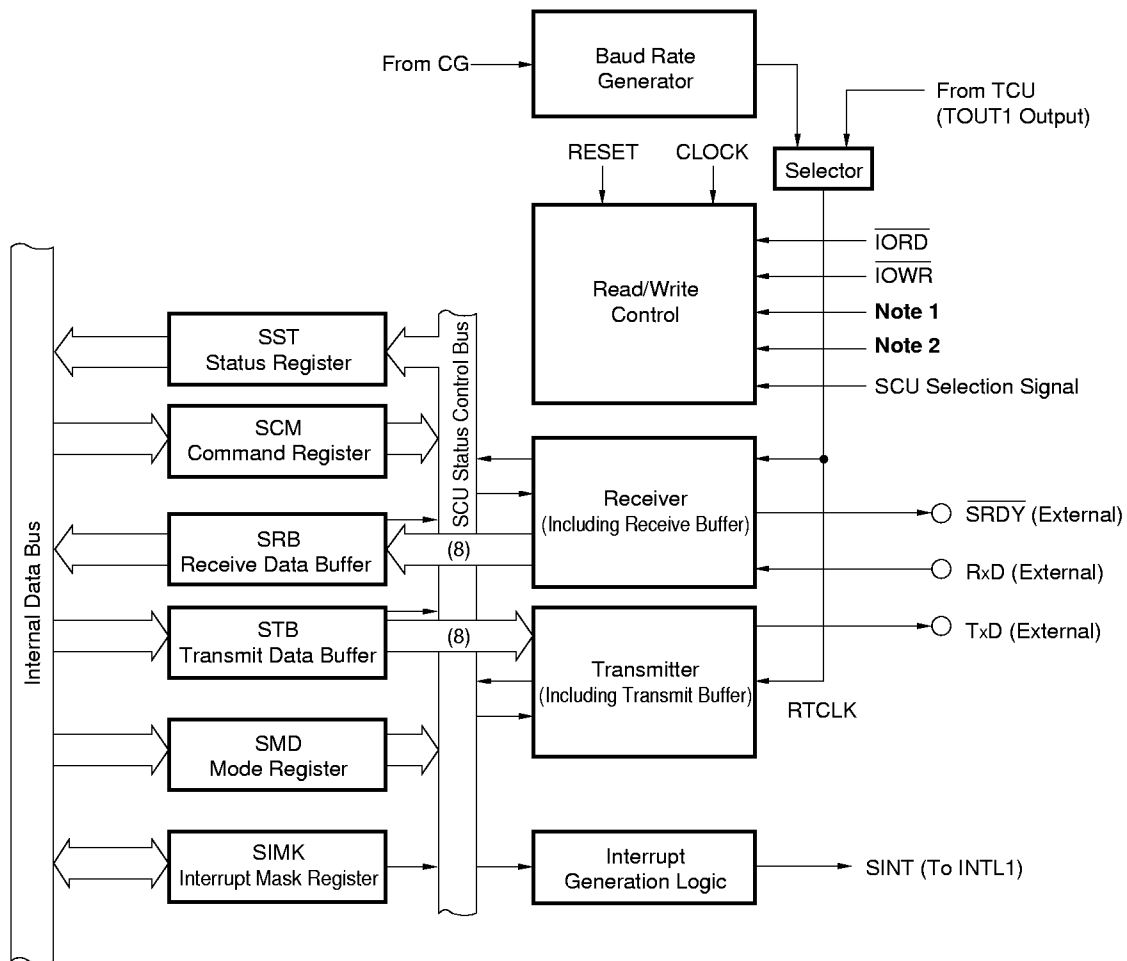 From CG
Baud Rate
Generator
From TCU
(TOUT1 Output)
RESET
CLOCK
Selector
Read/Write
Control
IORD
IOWR
Note 1
Note 2
SCU Selection Signal
Internal Data Bus
SCU Status Control Bus
SST
Status Register
SCM
Command Register
SRB
Receive Data Buffer
(8)
Receiver
(Including Receive Buffer)
SRDY (External)
RxD (External)
STB
Transmit Data Buffer
(8)
Transmitter
(Including Transmit Buffer)
TxD (External)
RTCLK
SMD
Mode Register
SIMK
Interrupt Mask Register
Interrupt
Generation Logic
SINT (To INTL1)